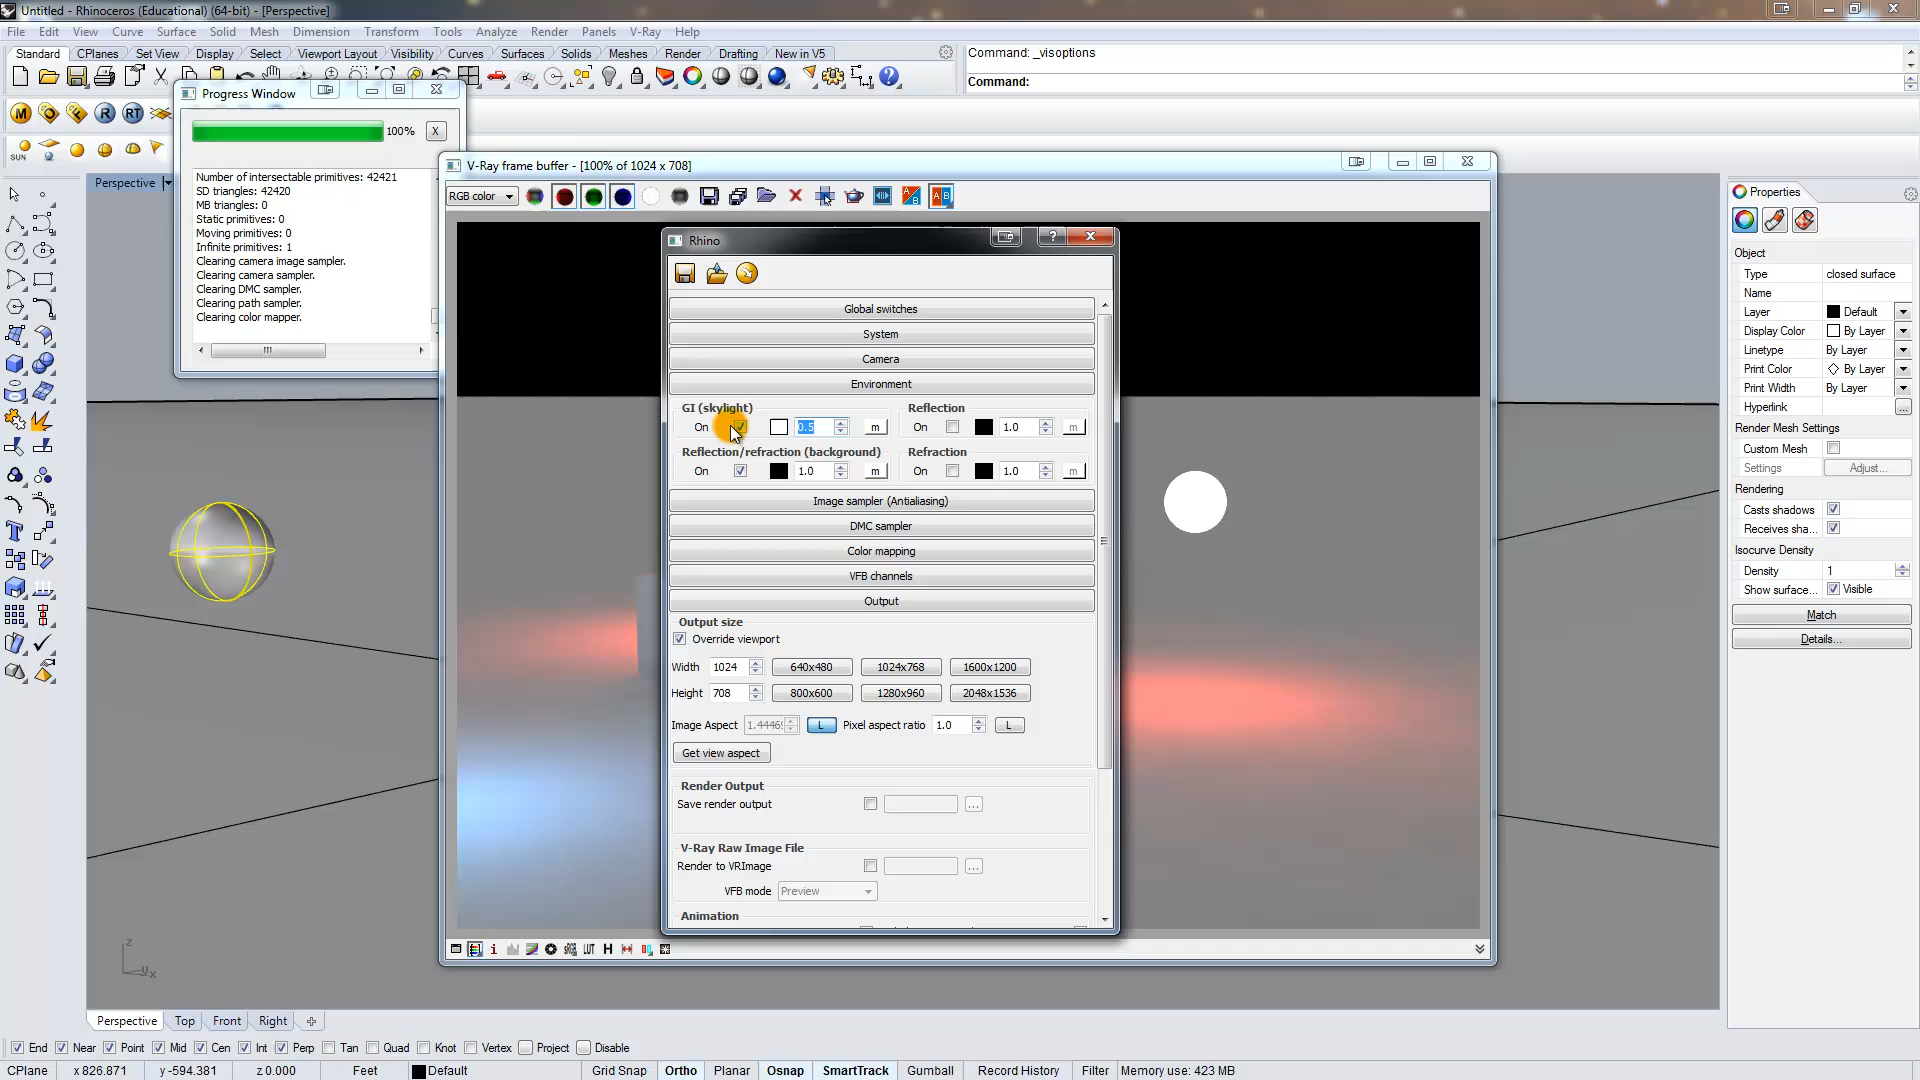 Untitled - Rhinoceros (Educational) (64-bit) - [Perspective]
File Edit View Curve Surface Solid Mesh Dimension Transform Tools Analyze Render Panels V-Ray Help
Standard CPlanes Set View Display Select Viewport Layout Visibility Curves Surfaces Solids Meshes Render Drafting New in V5
Command: _visoptions
Command:
Progress Window
M R RT
100% X
SUN
Number of intersectable primitives: 42421
SD triangles: 42420
MB triangles: 0
Static primitives: 0
Moving primitives: 0
Infinite primitives: 1
Clearing camera image sampler.
Clearing camera sampler.
Clearing DMC sampler.
Clearing path sampler.
Clearing color mapper.
Perspective
V-Ray frame buffer - [100% of 1024 x 708]
RGB color
Rhino
Global switches
System
Camera
Environment
GI (skylight) Reflection
On 0.5 m On 1.0 m
Reflection/refraction (background) Refraction
On 1.0 m On 1.0 m
Image sampler (Antialiasing)
DMC sampler
Color mapping
VFB channels
Output
Output size
Override viewport
Width 1024 640x480 1024x768 1600x1200
Height 708 800x600 1280x960 2048x1536
Image Aspect 1.4446 L Pixel aspect ratio 1.0 L
Get view aspect
Render Output
Save render output ...
V-Ray Raw Image File
Render to VRImage ...
VFB mode Preview
Animation
LUT H
Properties
Object
Type closed surface
Name
Layer Default
Display Color By Layer
Linetype By Layer
Print Color By Layer
Print Width By Layer
Hyperlink ...
Render Mesh Settings
Custom Mesh
Settings Adjust...
Rendering
Casts shadows
Receives sha...
Isocurve Density
Density 1
Show surface... Visible
Match
Details...
z
y x
Perspective Top Front Right
End Near Point Mid Cen Int Perp Tan Quad Knot Vertex Project Disable
CPlane x 826.871 y -594.381 z 0.000 Feet Default Grid Snap Ortho Planar Osnap SmartTrack Gumball Record History Filter Memory use: 423 MB